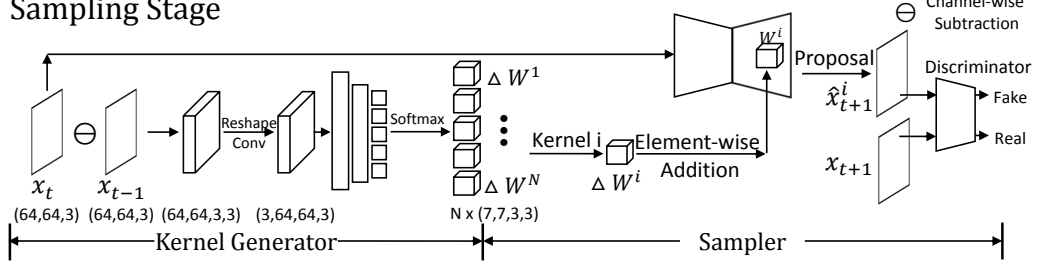 Sampling Stage
⊖ Channel-wise
Subtraction
W^i
Proposal
Discriminator
△ W^1
x̂^i_{t+1}
Fake
Reshape
Conv
Softmax
Kernel i
Element-wise
Addition
Real
x_t
x_{t−1}
△ W^N
△ W^i
x_{t+1}
(64,64,3)
(64,64,3)
(64,64,3,3)
(3,64,64,3)
N x (7,7,3,3)
Kernel Generator
Sampler